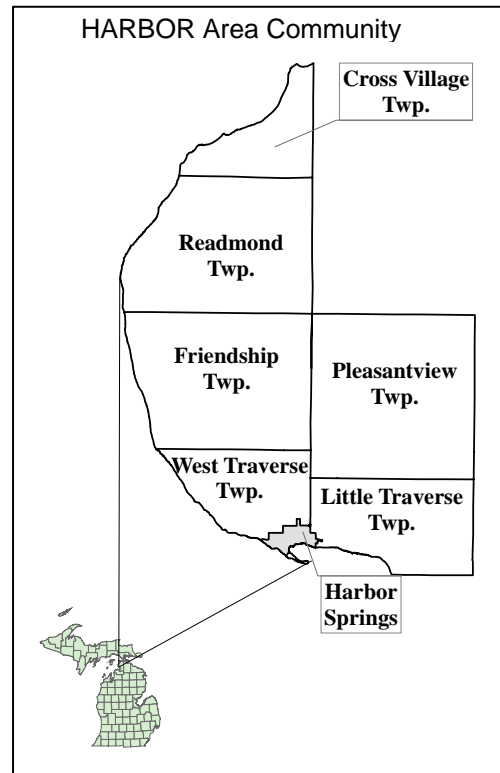 HARBOR Area Community
Cross Village
Twp.
Readmond
Twp.
Friendship
Twp.
Pleasantview
Twp.
West Traverse
Twp.
Little Traverse
Twp.
Harbor
Springs